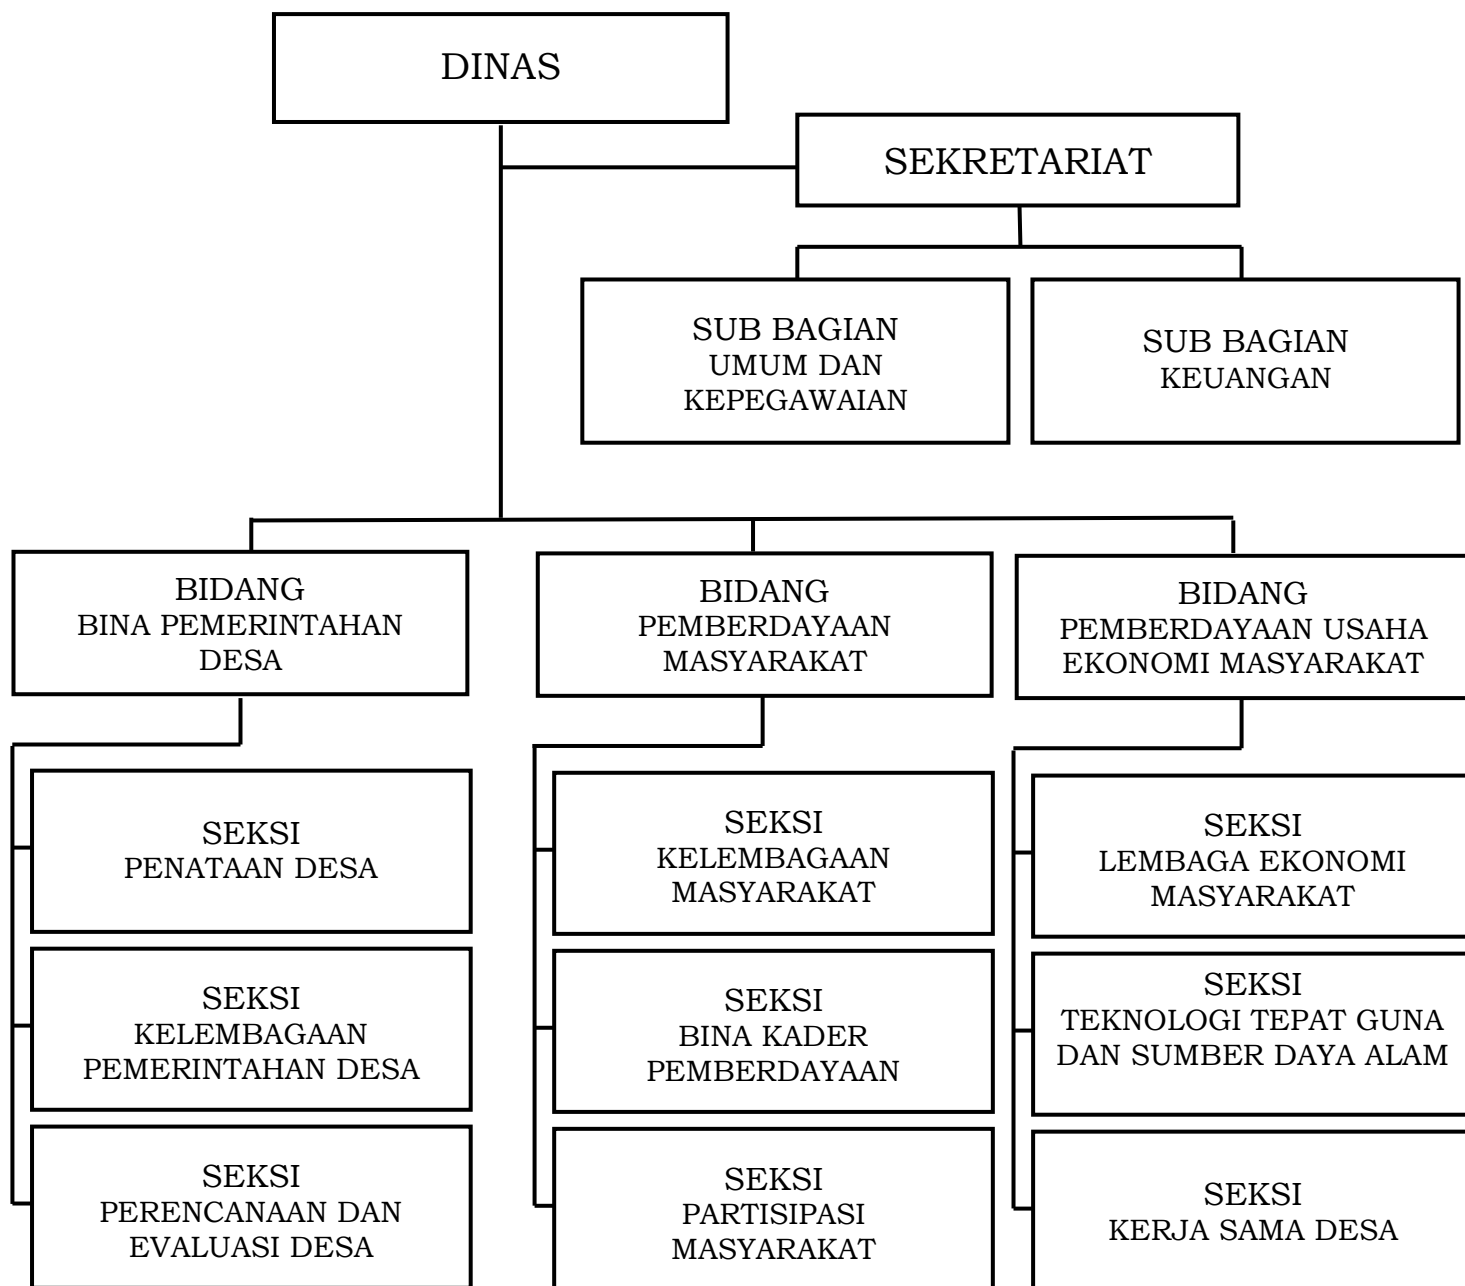 DINAS
SEKRETARIAT
SUB BAGIAN
UMUM DAN
KEPEGAWAIAN
SUB BAGIAN
KEUANGAN
BIDANG
BINA PEMERINTAHAN
DESA
BIDANG
PEMBERDAYAAN
MASYARAKAT
BIDANG
PEMBERDAYAAN USAHA
EKONOMI MASYARAKAT
SEKSI
PENATAAN DESA
SEKSI
KELEMBAGAAN
PEMERINTAHAN DESA
SEKSI
PERENCANAAN DAN
EVALUASI DESA
SEKSI
KELEMBAGAAN
MASYARAKAT
SEKSI
BINA KADER
PEMBERDAYAAN
SEKSI
PARTISIPASI
MASYARAKAT
SEKSI
LEMBAGA EKONOMI
MASYARAKAT
SEKSI
TEKNOLOGI TEPAT GUNA
DAN SUMBER DAYA ALAM
SEKSI
KERJA SAMA DESA